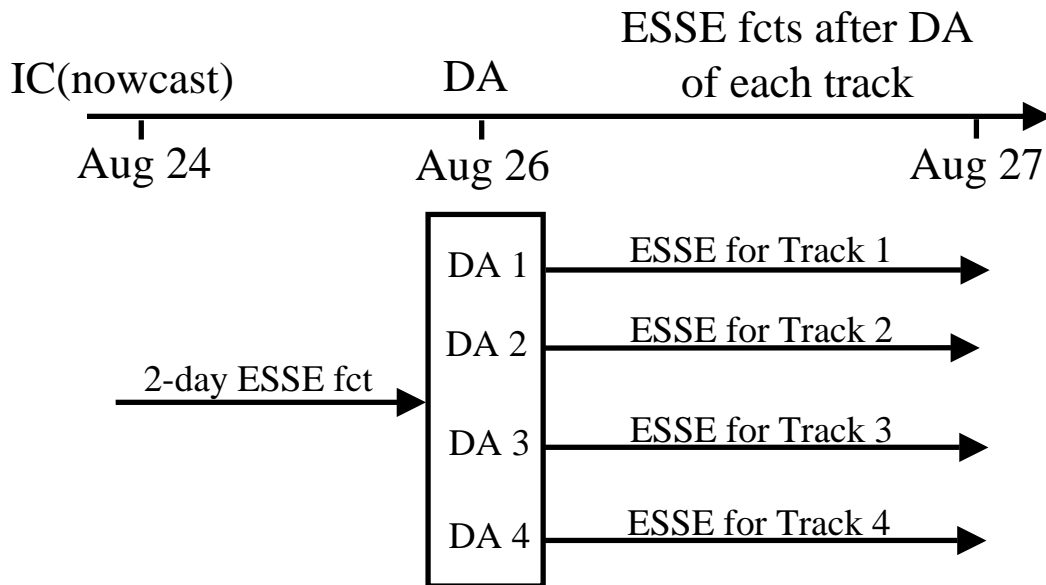 ESSE fcts after DA
of each track
IC(nowcast)
DA
Aug 24
Aug 26
Aug 27
DA 1
ESSE for Track 1
DA 2
ESSE for Track 2
2-day ESSE fct
DA 3
ESSE for Track 3
DA 4
ESSE for Track 4